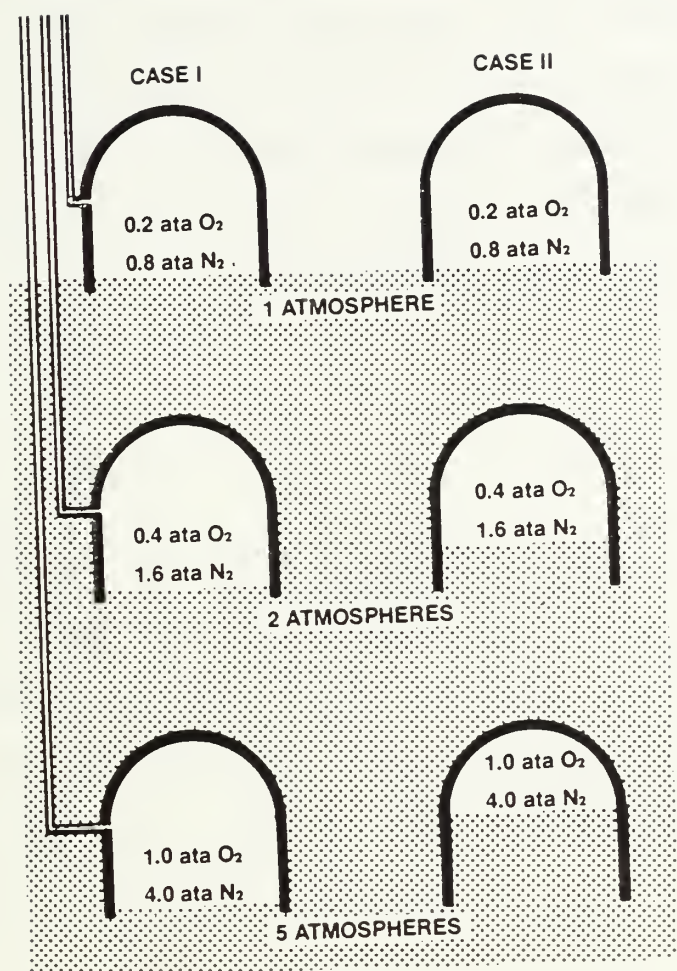 CASE I
CASE II
0.2 ata O₂
0.8 ata N₂
0.2 ata O₂
0.8 ata N₂
1 ATMOSPHERE
0.4 ata O₂
1.6 ata N₂
0.4 ata O₂
1.6 ata N₂
2 ATMOSPHERES
1.0 ata O₂
4.0 ata N₂
1.0 ata O₂
4.0 ata N₂
5 ATMOSPHERES